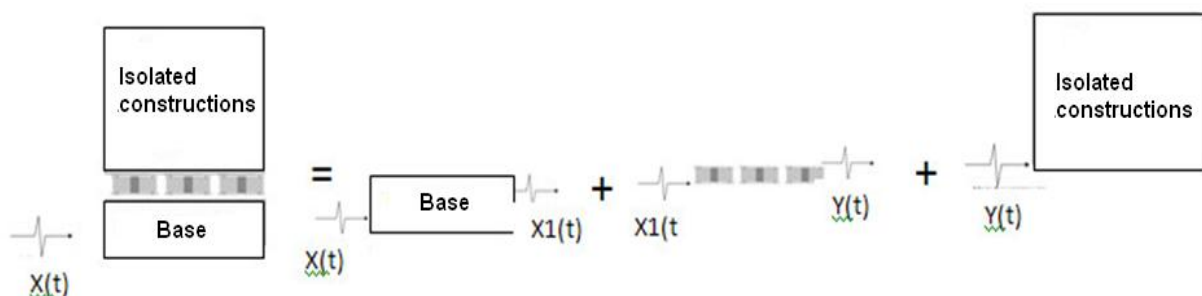 Isolated
.constructions
Base
X(t)
=
Base
X(t)
X1(t)
+
X1(t
Y(t)
+
Y(t)
Isolated
.constructions